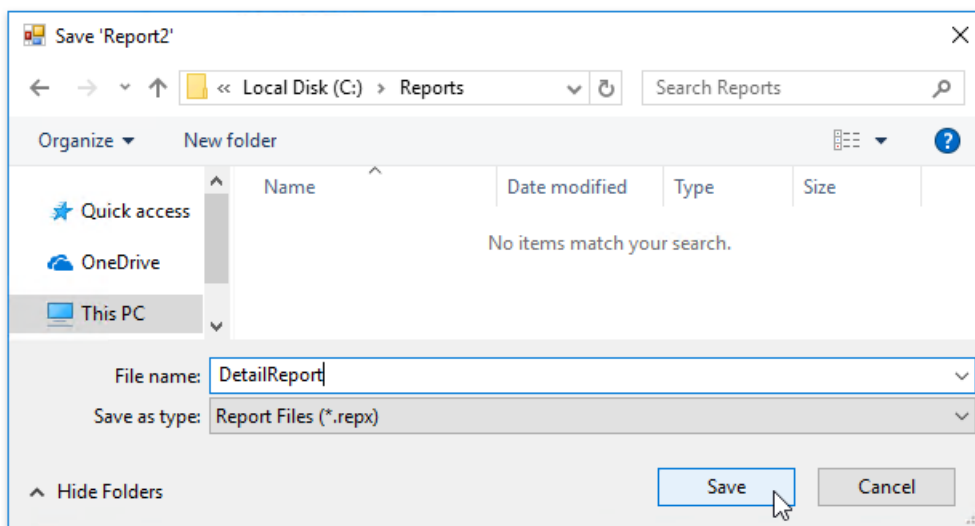 Save 'Report2'
« Local Disk (C:) > Reports
Search Reports
Organize
New folder
?
Name
Date modified
Type
Size
Quick access
No items match your search.
OneDrive
This PC
File name: DetailReport
Save as type: Report Files (*.repx)
Hide Folders
Save
Cancel